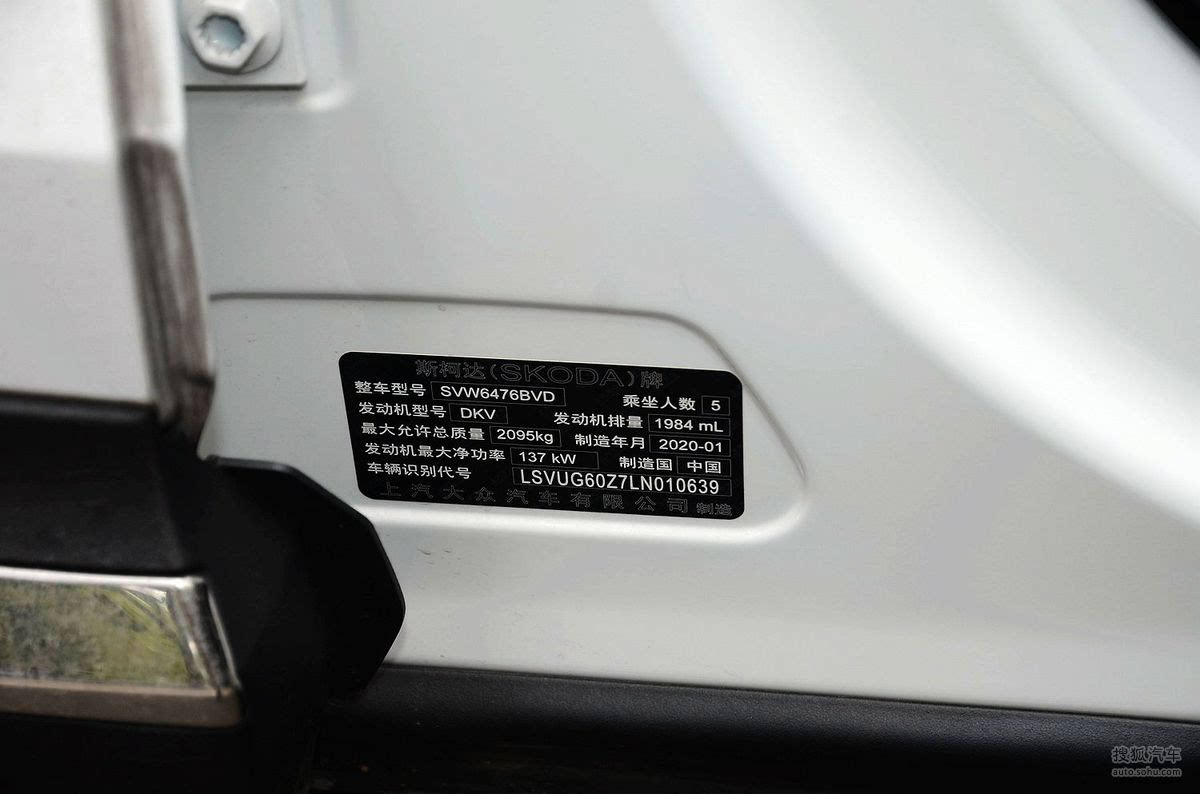 斯柯达(SKODA)牌
整车型号 SVW6476BVD 乘坐人数 5
发动机型号 DKV 发动机排量 1984 mL
最大允许总质量 2095kg 制造年月 2020-01
发动机最大净功率 137 kW 制造国 中国
车辆识别代号 LSVUG60Z7LN010639
上汽大众汽车有限公司 制造
搜狐汽车
auto.sohu.com